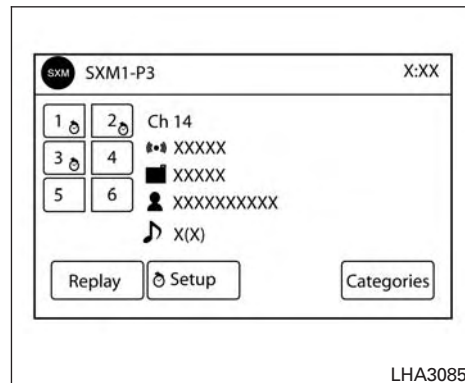 SXM SXM1-P3 X:XX
1 2 Ch 14
XXXXX
3 4
XXXXX
5 6
XXXXXXXXXX
X(X)
Replay Setup Categories
LHA3085